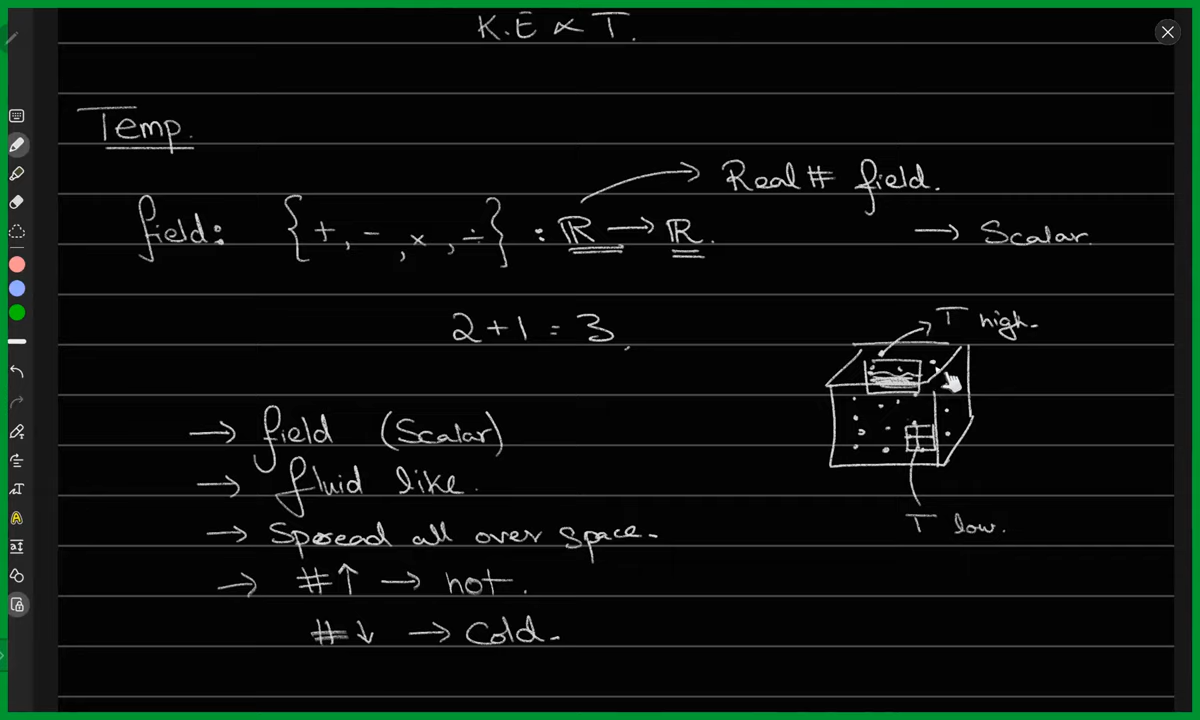 K.E ∝ T.
Temp.
Real # field.
field: {+, -, ×, ÷} : ℝ → ℝ.
→ Scalar.
2 + 1 = 3.
T high.
→ field (Scalar)
→ fluid like.
→ Spread all over space.
T low.
→ #↑ → hot.
#↓ → Cold.